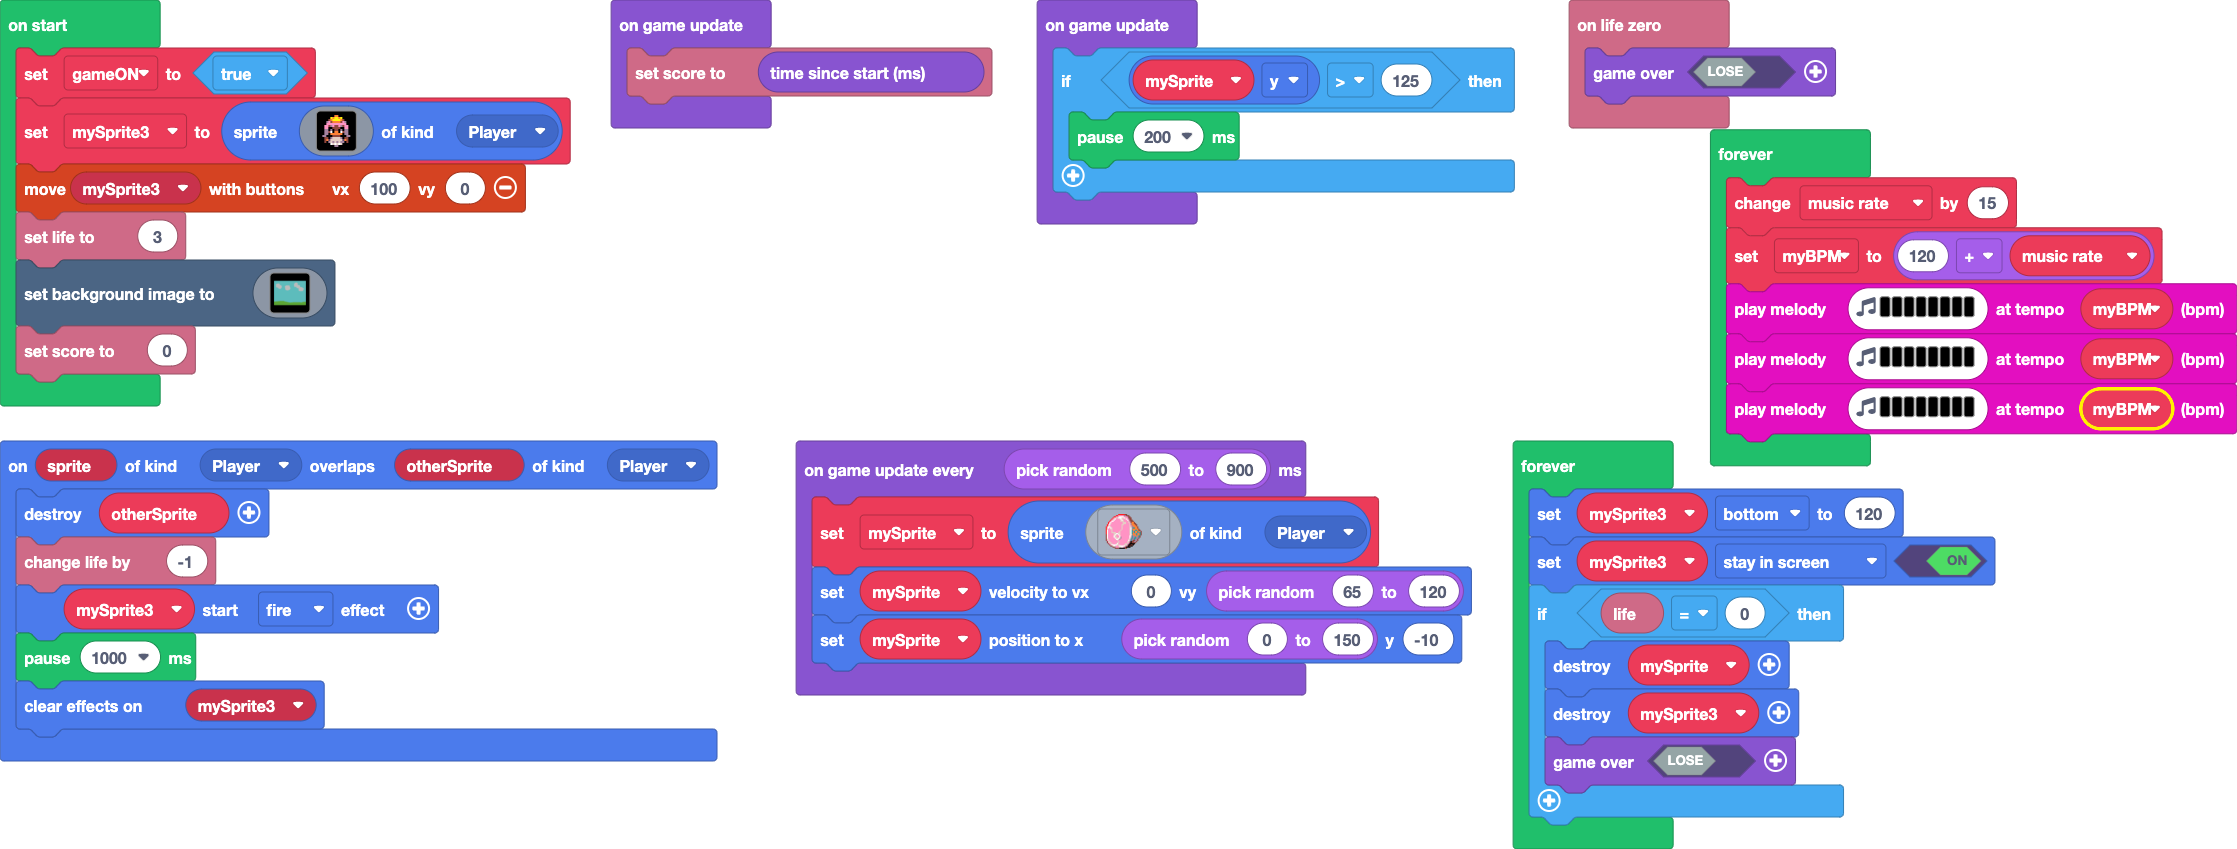 on start
set gameON to true
set mySprite3 to sprite of kind Player
move mySprite3 with buttons vx 100 vy 0
set life to 3
set background image to
set score to 0
on game update
set score to time since start (ms)
on game update
if mySprite y > 125 then
pause 200 ms
on life zero
game over LOSE
forever
change music rate by 15
set myBPM to 120 + music rate
play melody at tempo myBPM (bpm)
play melody at tempo myBPM (bpm)
play melody at tempo myBPM (bpm)
on sprite of kind Player overlaps otherSprite of kind Player
destroy otherSprite
change life by -1
mySprite3 start fire effect
pause 1000 ms
clear effects on mySprite3
on game update every pick random 500 to 900 ms
set mySprite to sprite of kind Player
set mySprite velocity to vx 0 vy pick random 65 to 120
set mySprite position to x pick random 0 to 150 y -10
forever
set mySprite3 bottom to 120
set mySprite3 stay in screen ON
if life = 0 then
destroy mySprite
destroy mySprite3
game over LOSE